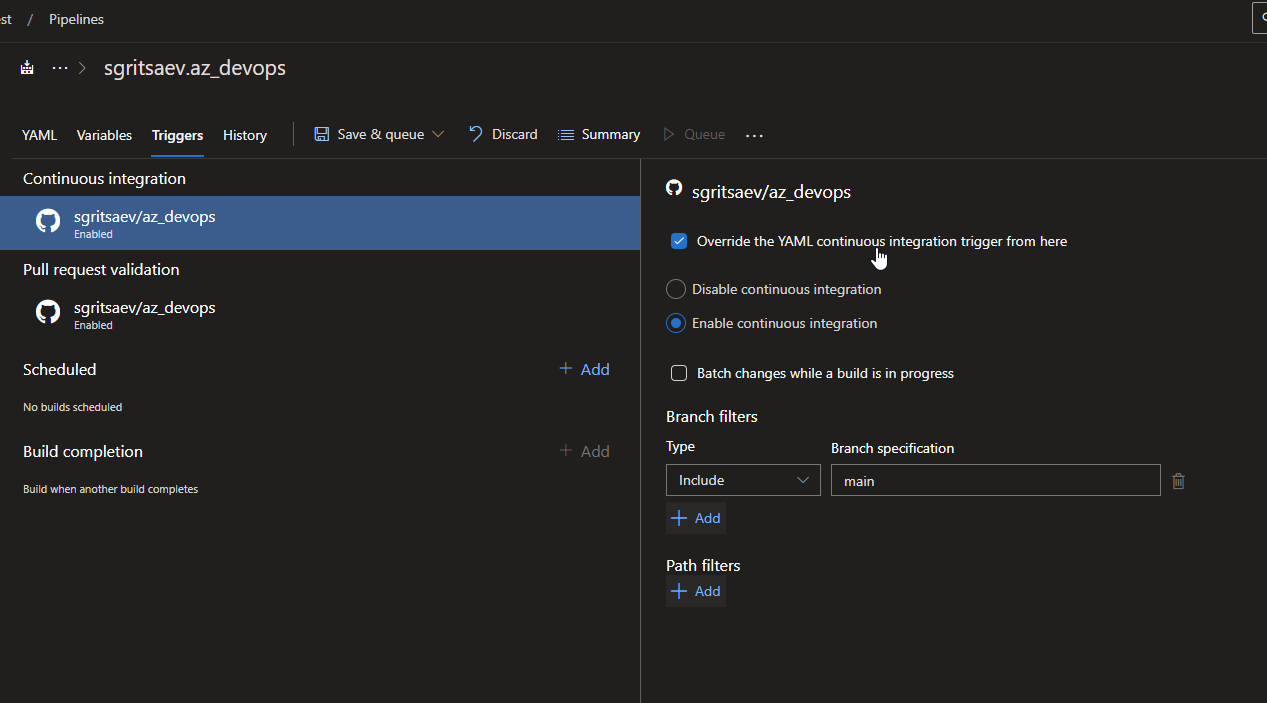 est / Pipelines
sgritsaev.az_devops
YAML Variables Triggers History Save & queue Discard Summary Queue
Continuous integration
sgritsaev/az_devops
Enabled
Pull request validation
sgritsaev/az_devops
Enabled
Scheduled + Add
No builds scheduled
Build completion + Add
Build when another build completes
sgritsaev/az_devops
Override the YAML continuous integration trigger from here
Disable continuous integration
Enable continuous integration
Batch changes while a build is in progress
Branch filters
Type Branch specification
Include main
+ Add
Path filters
+ Add